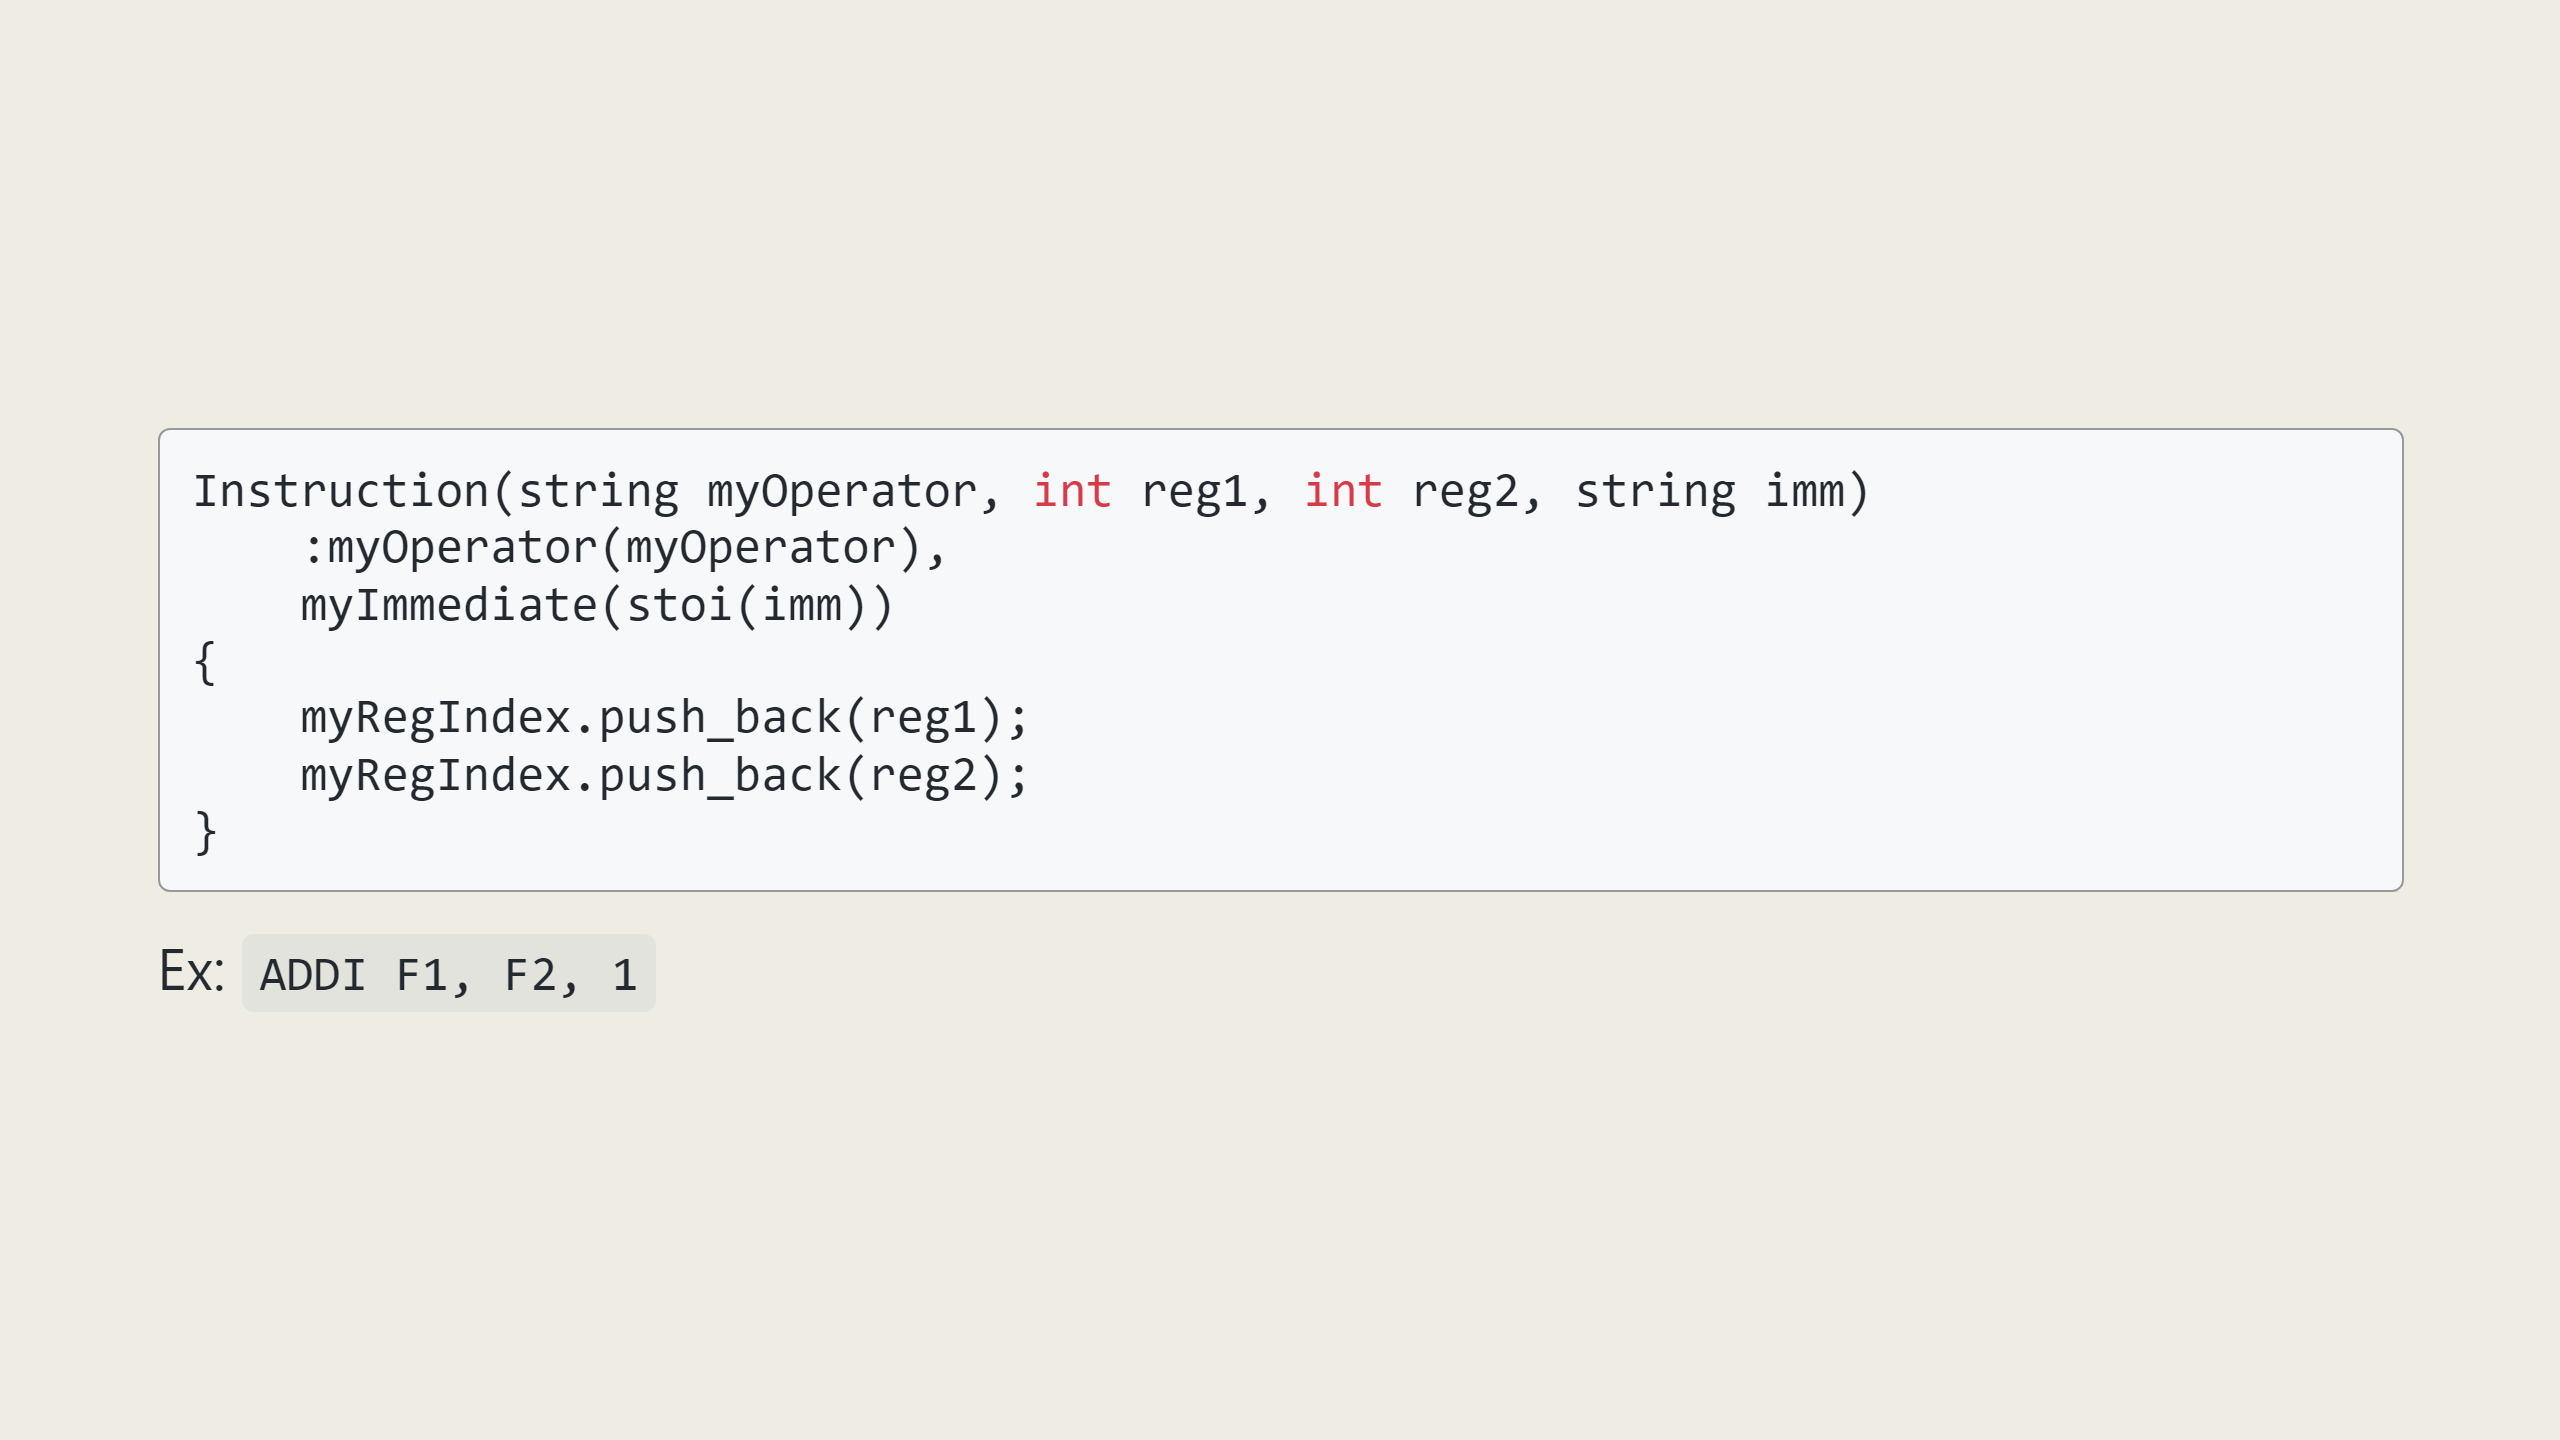 Instruction(string myOperator, int reg1, int reg2, string imm)
    :myOperator(myOperator),
    myImmediate(stoi(imm))
{
    myRegIndex.push_back(reg1);
    myRegIndex.push_back(reg2);
}
Ex: ADDI F1, F2, 1